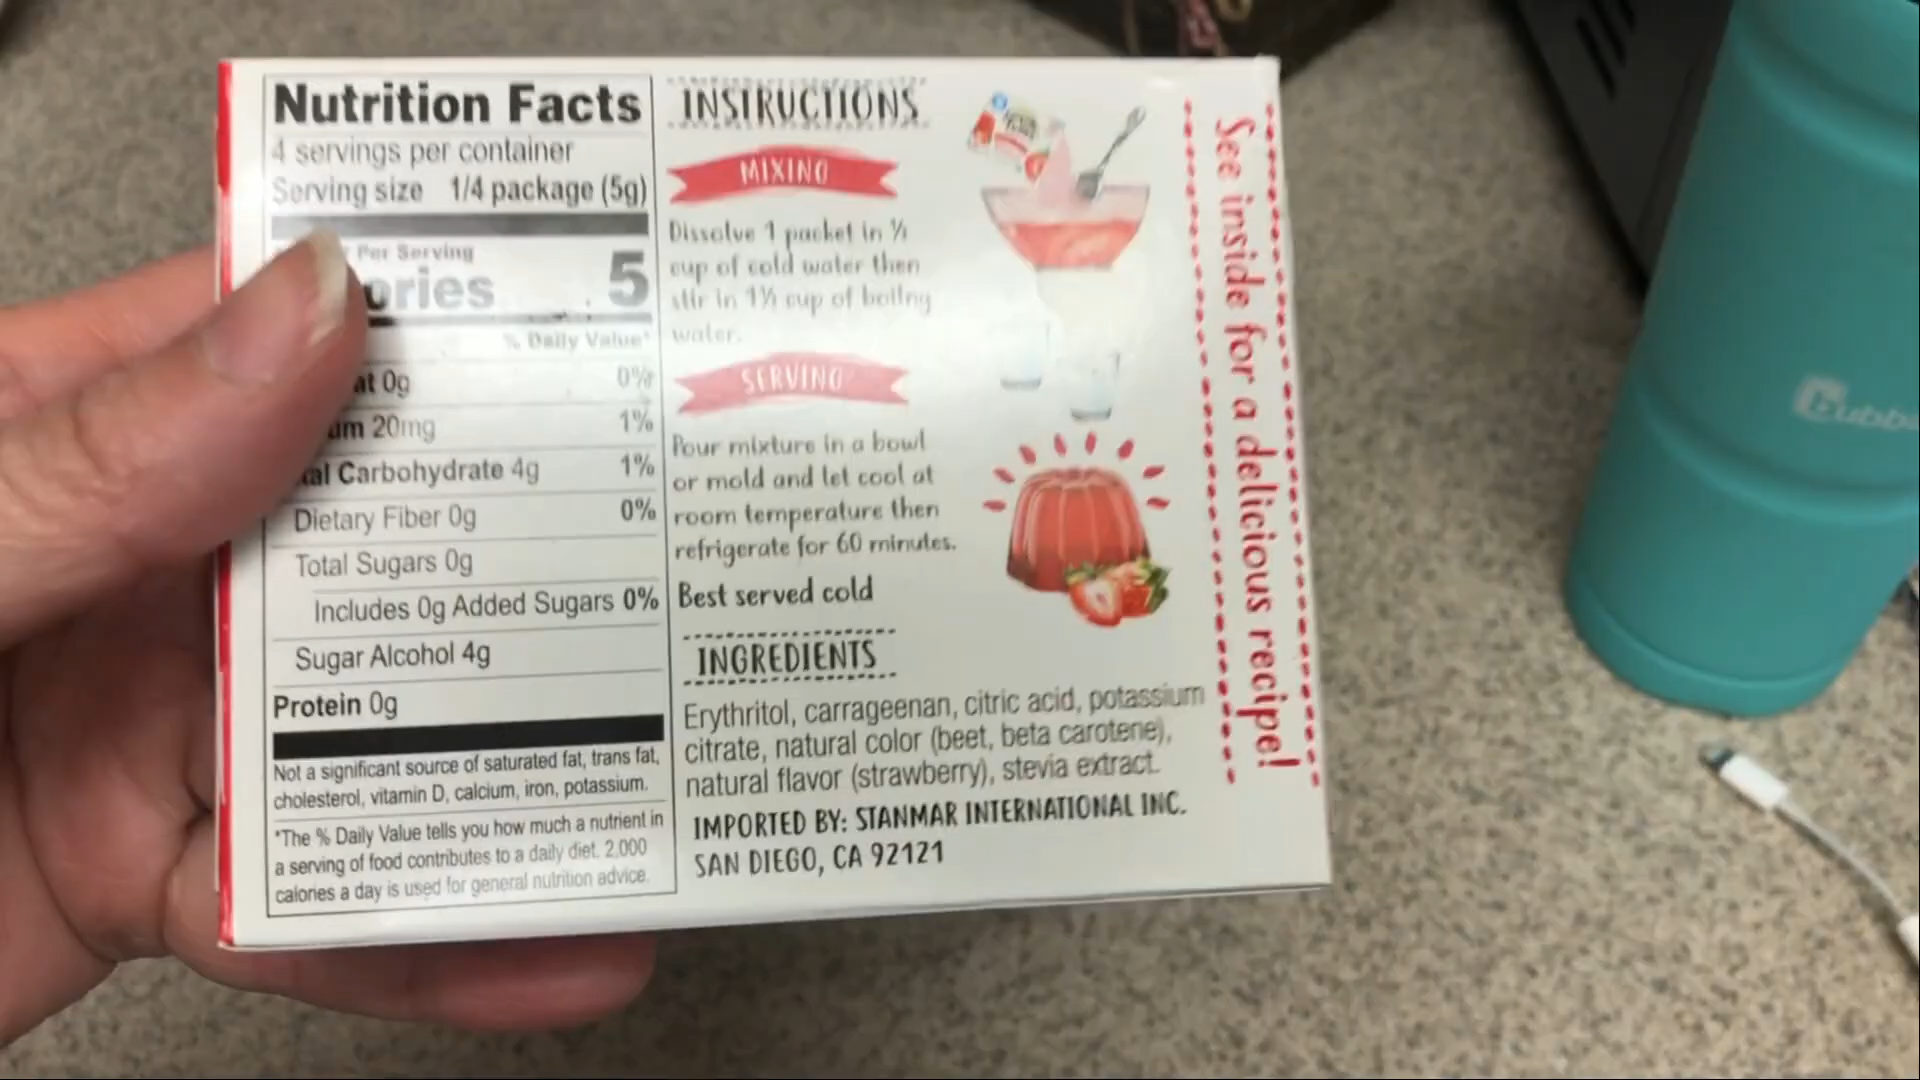 Nutrition Facts
4 servings per container
Serving size 1/4 package (5g)
Per Serving
ories 5
% Daily Value*
at 0g 0%
um 20mg 1%
al Carbohydrate 4g 1%
Dietary Fiber 0g 0%
Total Sugars 0g
Includes 0g Added Sugars 0%
Sugar Alcohol 4g
Protein 0g
Not a significant source of saturated fat, trans fat,
cholesterol, vitamin D, calcium, iron, potassium.
*The % Daily Value tells you how much a nutrient in
a serving of food contributes to a daily diet. 2,000
calories a day is used for general nutrition advice.
INSTRUCTIONS
MIXING
Dissolve 1 packet in ½
cup of cold water then
stir in 1½ cup of boilng
water.
SERVING
Pour mixture in a bowl
or mold and let cool at
room temperature then
refrigerate for 60 minutes.
Best served cold
INGREDIENTS
Erythritol, carrageenan, citric acid, potassium
citrate, natural color (beet, beta carotene),
natural flavor (strawberry), stevia extract.
IMPORTED BY: STANMAR INTERNATIONAL INC.
SAN DIEGO, CA 92121
See inside for a delicious recipe!
bubba